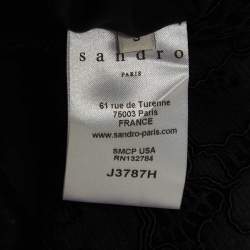 sandro
PARIS
61 rue de Turenne
75003 Paris
FRANCE
www.sandro-paris.com
SMCP USA
RN132784
J3787H